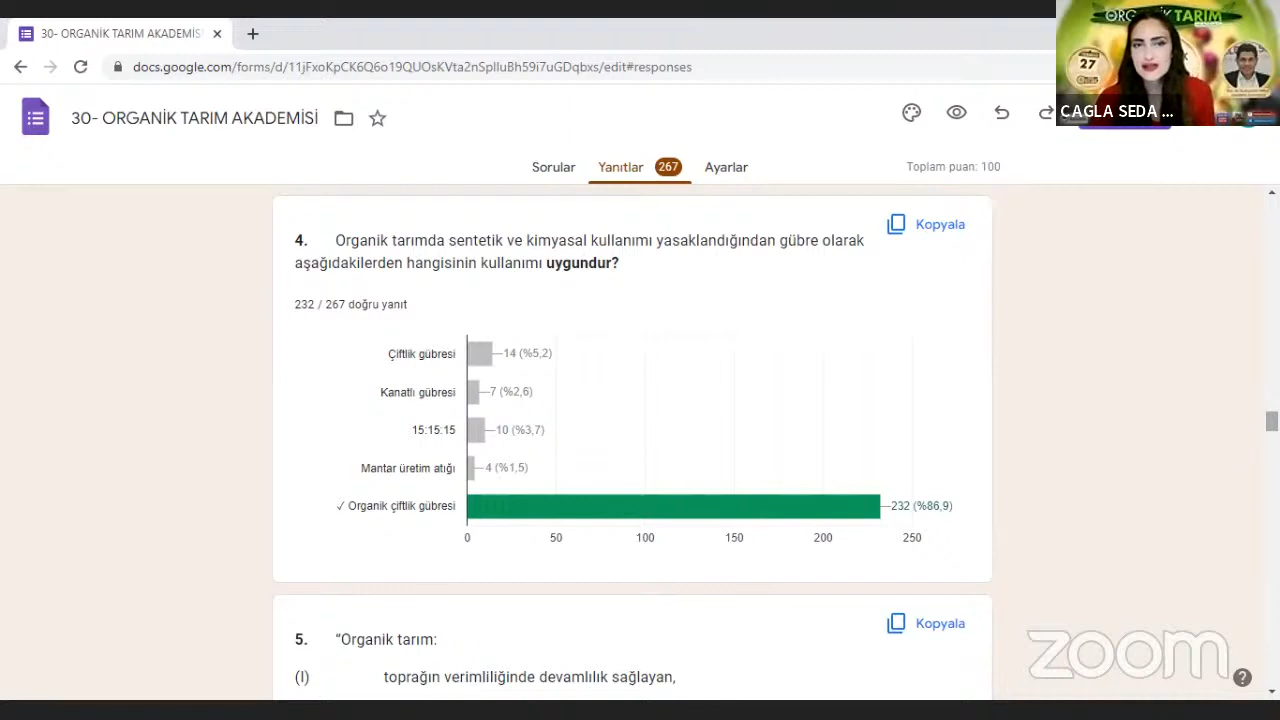 30- ORGANİK TARIM AKADEMİS
docs.google.com/forms/d/11jFxoKpCK6Q6GVQUOsKVta2nSplIuBh59i7uGDqbxs/edit#responses
ORGANİK TARIM
27
CAGLA SEDA ...
30- ORGANİK TARIM AKADEMİSİ
Sorular Yanıtlar 267 Ayarlar Toplam puan: 100
Kopyala
4. Organik tarımda sentetik ve kimyasal kullanımı yasaklandığından gübre olarak
aşağıdakilerden hangisinin kullanımı uygundur?
232 / 267 doğru yanıt
Çiftlik gübresi 14 (%5,2)
Kanatlı gübresi 7 (%2,6)
15:15:15 10 (%3,7)
Mantar üretim atığı 4 (%1,5)
✓ Organik çiftlik gübresi 232 (%86,9)
0 50 100 150 200 250
Kopyala
5. “Organik tarım:
(I) toprağın verimliliğinde devamlılık sağlayan,
zoom